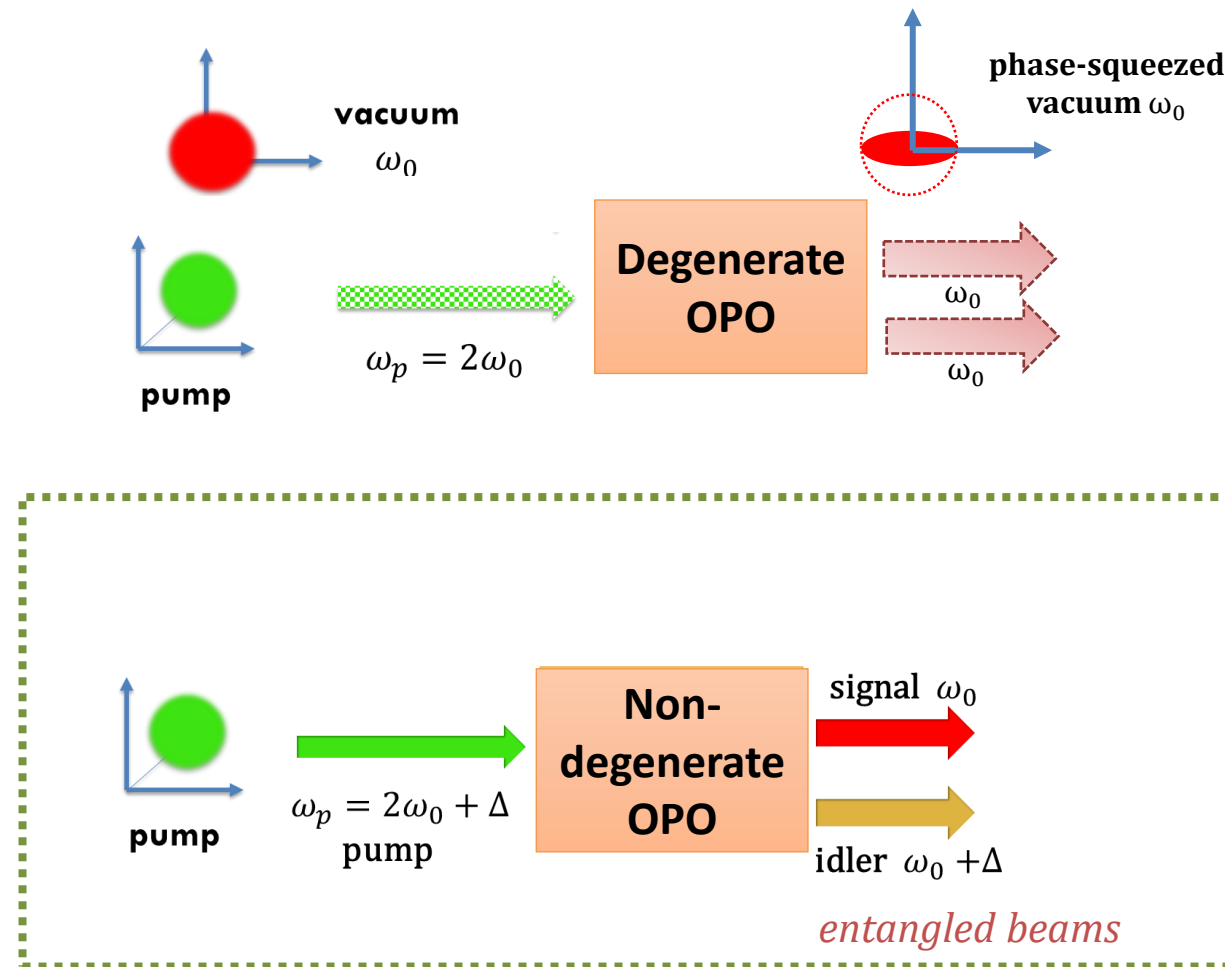 vacuum
ω₀
phase-squeezed
vacuum ω₀
pump
ωₚ = 2ω₀
Degenerate
OPO
ω₀
ω₀
pump
ωₚ = 2ω₀ + Δ
pump
Non-
degenerate
OPO
signal ω₀
idler ω₀ +Δ
entangled beams